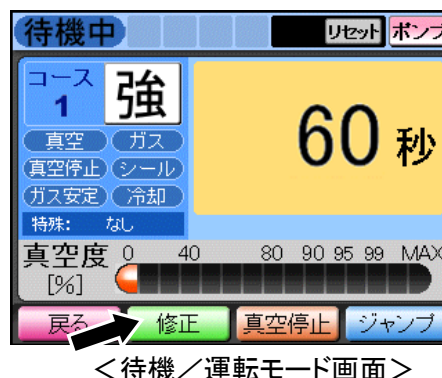 待機中 リセット ポンプ
コース
1 強
60 秒
真空 ガス
真空停止 シール
ガス安定 冷却
特殊: なし
真空度 0 40 80 90 95 99 MAX
[%]
戻る 修正 真空停止 ジャンプ
＜待機／運転モード画面＞